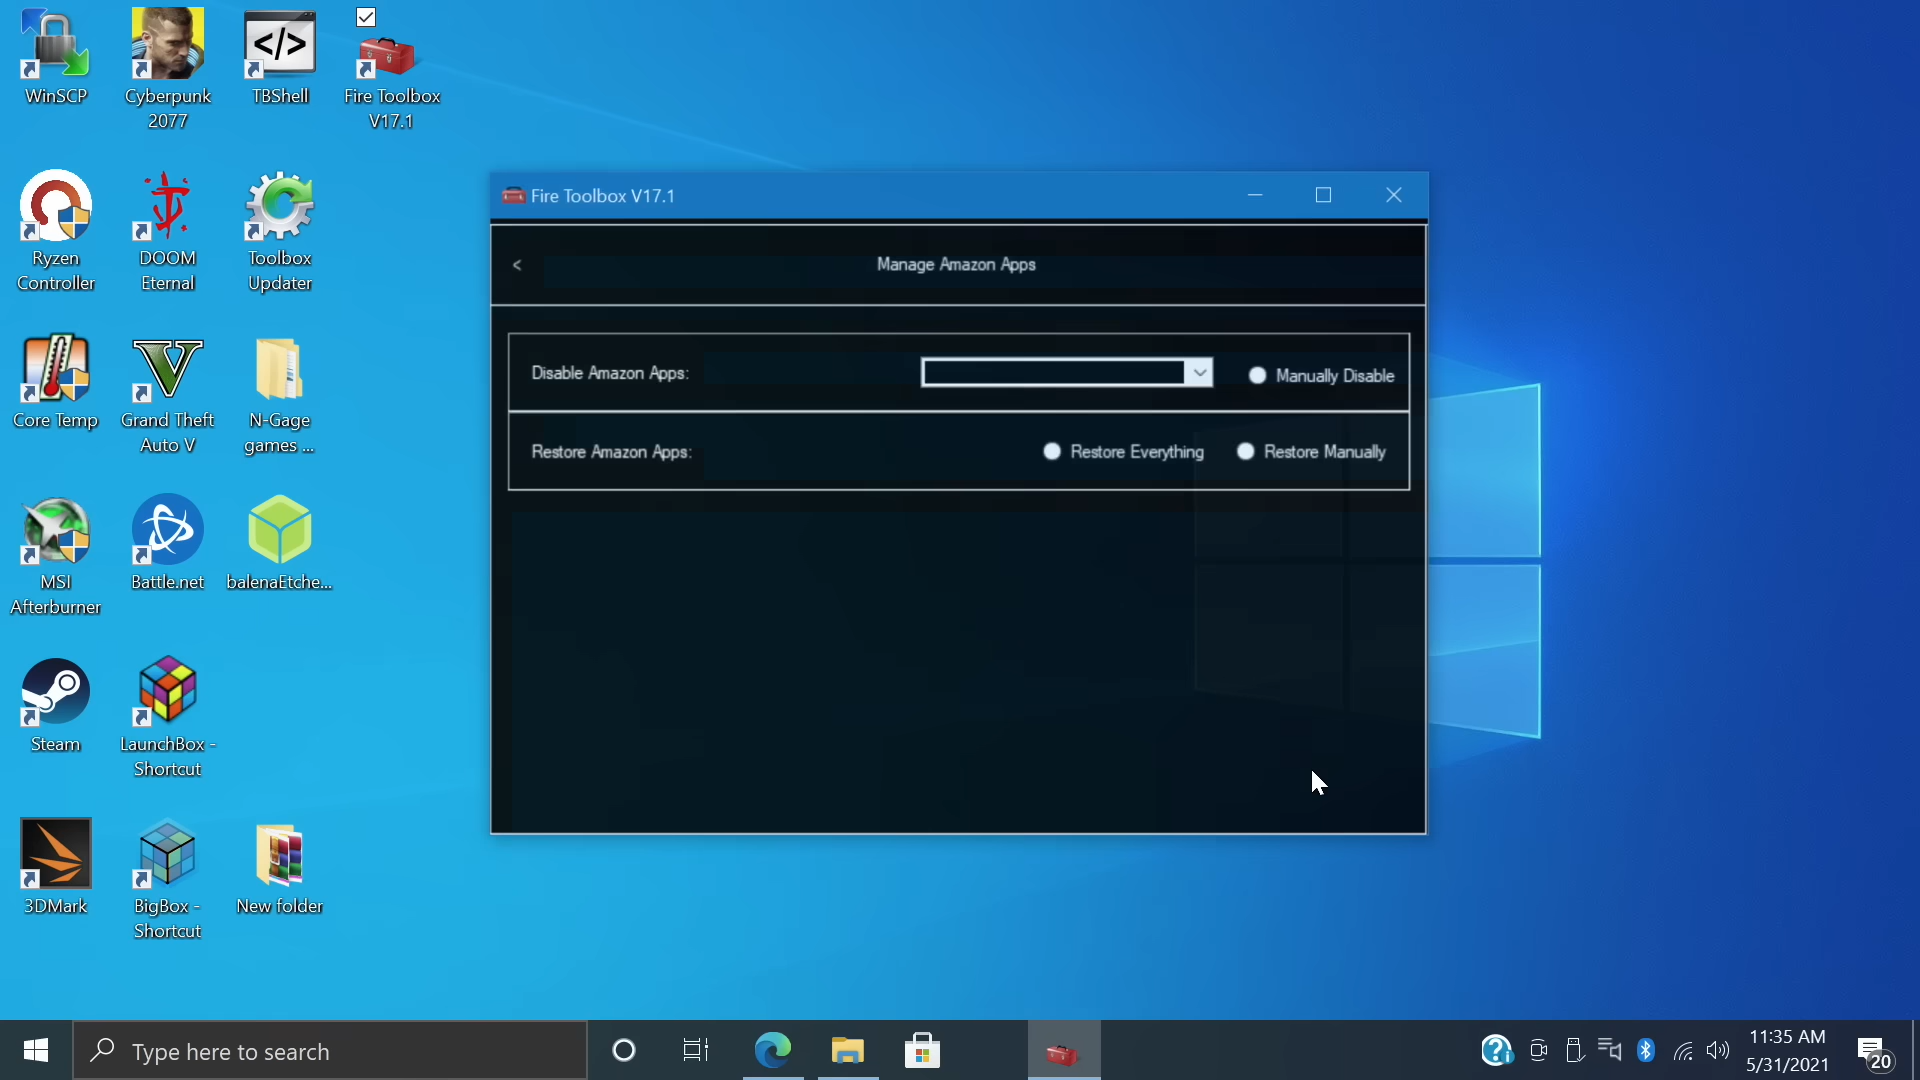 WinSCP
Cyberpunk
2077
</>
TBShell
Fire Toolbox
V17.1
Ryzen
Controller
DOOM
Eternal
Toolbox
Updater
Core Temp
V
Grand Theft
Auto V
N-Gage
games ...
MSI
Afterburner
Battle.net
balenaEtche...
Steam
LaunchBox -
Shortcut
3DMark
BigBox -
Shortcut
New folder
Fire Toolbox V17.1
<
Manage Amazon Apps
Disable Amazon Apps:
Manually Disable
Restore Amazon Apps:
Restore Everything
Restore Manually
Type here to search
11:35 AM
5/31/2021
20